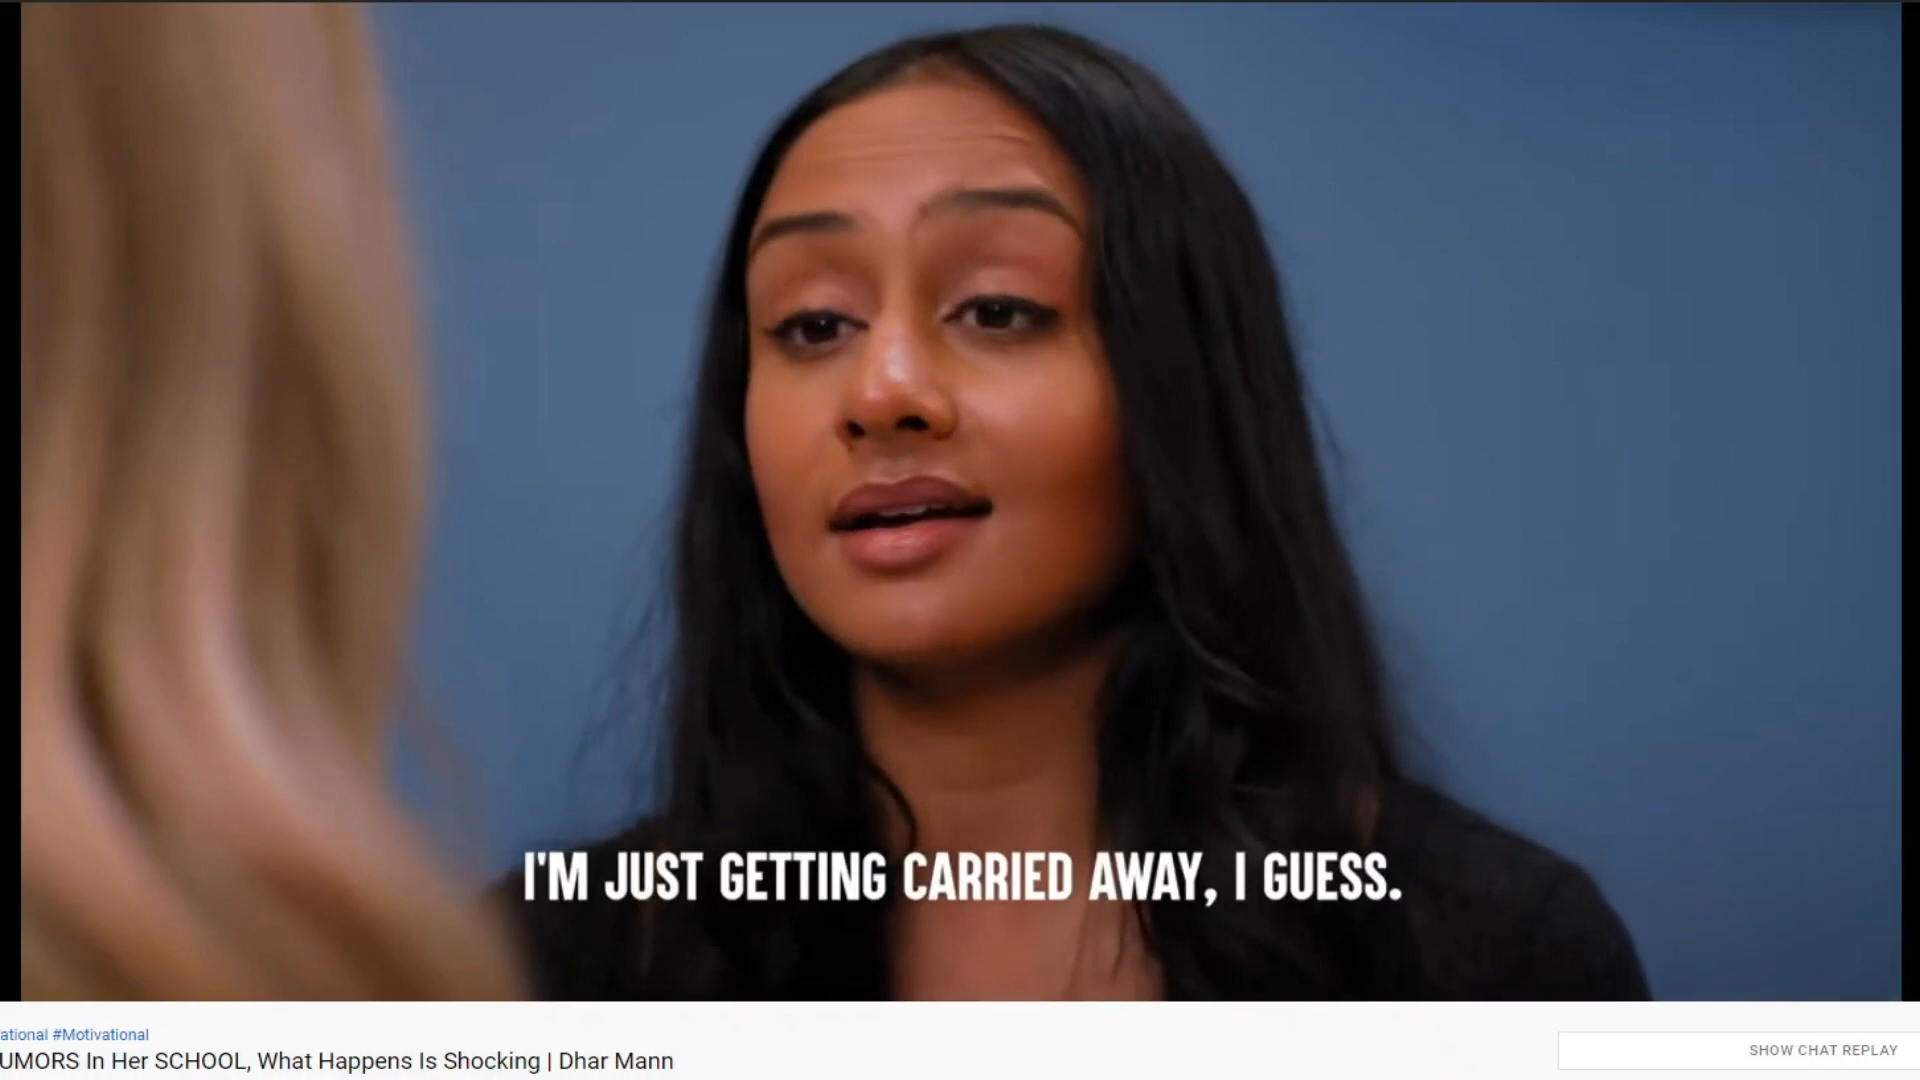 I'M JUST GETTING CARRIED AWAY, I GUESS.
ational #Motivational
UMORS In Her SCHOOL, What Happens Is Shocking | Dhar Mann
SHOW CHAT REPLAY